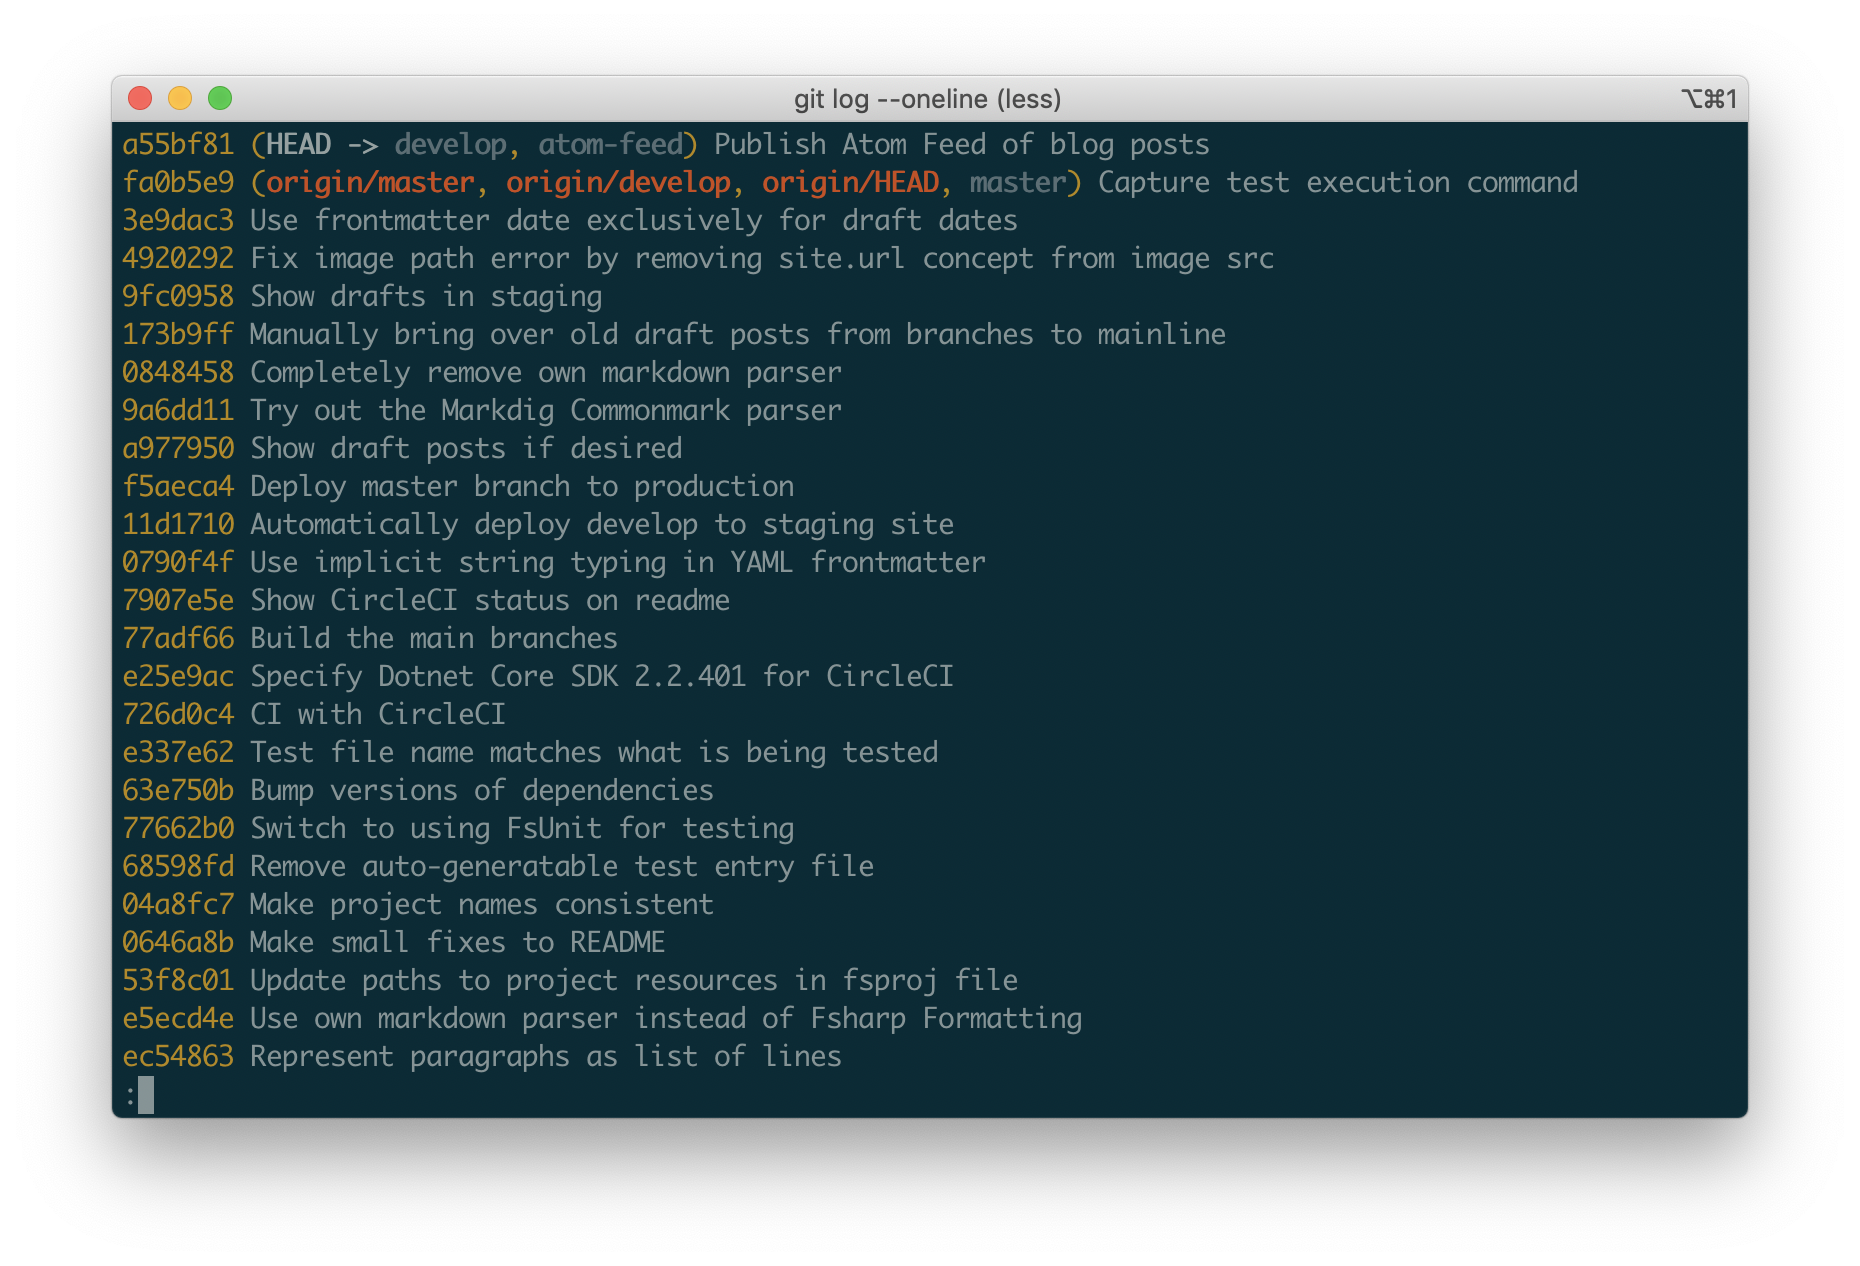 git log --oneline (less)
⌥⌘1
a55bf81 (HEAD -> develop, atom-feed) Publish Atom Feed of blog posts
fa0b5e9 (origin/master, origin/develop, origin/HEAD, master) Capture test execution command
3e9dac3 Use frontmatter date exclusively for draft dates
4920292 Fix image path error by removing site.url concept from image src
9fc0958 Show drafts in staging
173b9ff Manually bring over old draft posts from branches to mainline
0848458 Completely remove own markdown parser
9a6dd11 Try out the Markdig Commonmark parser
a977950 Show draft posts if desired
f5aeca4 Deploy master branch to production
11d1710 Automatically deploy develop to staging site
0790f4f Use implicit string typing in YAML frontmatter
7907e5e Show CircleCI status on readme
77adf66 Build the main branches
e25e9ac Specify Dotnet Core SDK 2.2.401 for CircleCI
726d0c4 CI with CircleCI
e337e62 Test file name matches what is being tested
63e750b Bump versions of dependencies
77662b0 Switch to using FsUnit for testing
68598fd Remove auto-generatable test entry file
04a8fc7 Make project names consistent
0646a8b Make small fixes to README
53f8c01 Update paths to project resources in fsproj file
e5ecd4e Use own markdown parser instead of Fsharp Formatting
ec54863 Represent paragraphs as list of lines
: